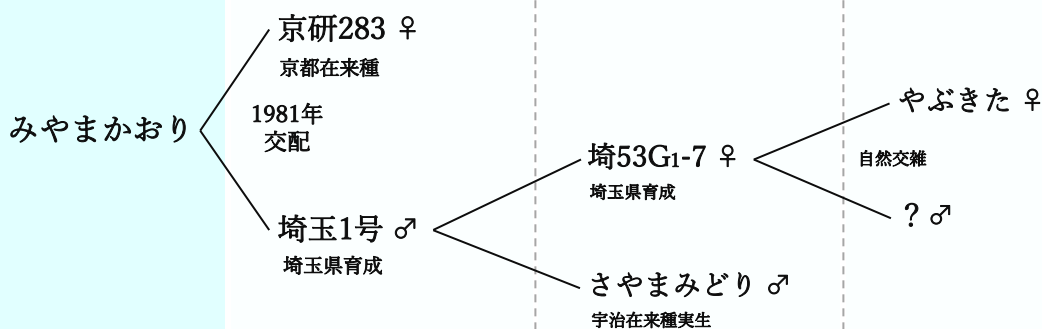 京研283 ♀
京都在来種
みやまかおり
1981年
交配
埼玉1号 ♂
埼玉県育成
埼53G1-7 ♀
埼玉県育成
さやまみどり ♂
宇治在来種実生
やぶきた ♀
自然交雑
? ♂